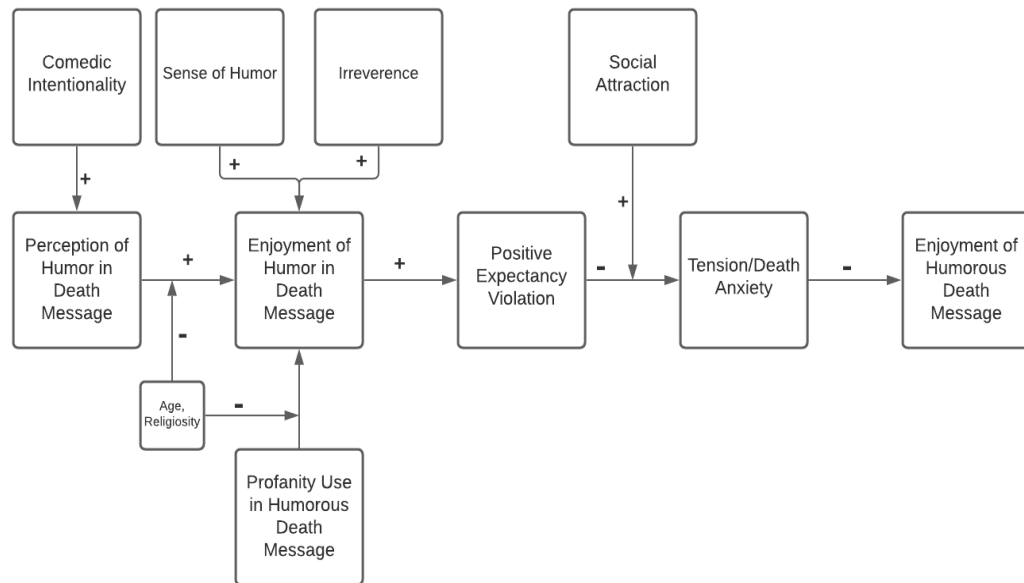 Comedic
Intentionality
Sense of Humor
Irreverence
Social
Attraction
+
+
+
+
Perception of
Humor in
Death
Message
+
Enjoyment of
Humor in
Death
Message
+
Positive
Expectancy
Violation
-
Tension/Death
Anxiety
-
Enjoyment of
Humorous
Death
Message
-
Age,
Religiosity
-
Profanity Use
in Humorous
Death
Message